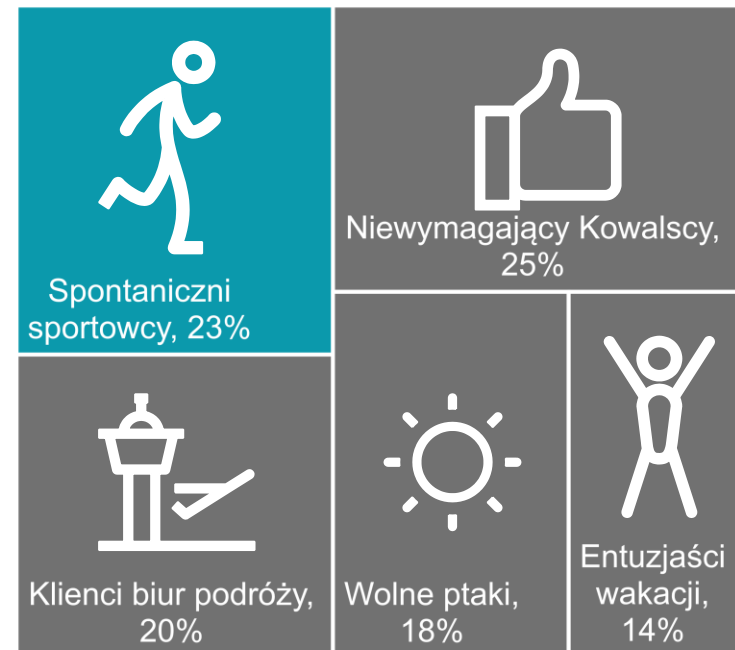 Spontaniczni
sportowcy, 23%
Niewymagający Kowalscy,
25%
Klienci biur podróży,
20%
Wolne ptaki,
18%
Entuzjaści
wakacji,
14%